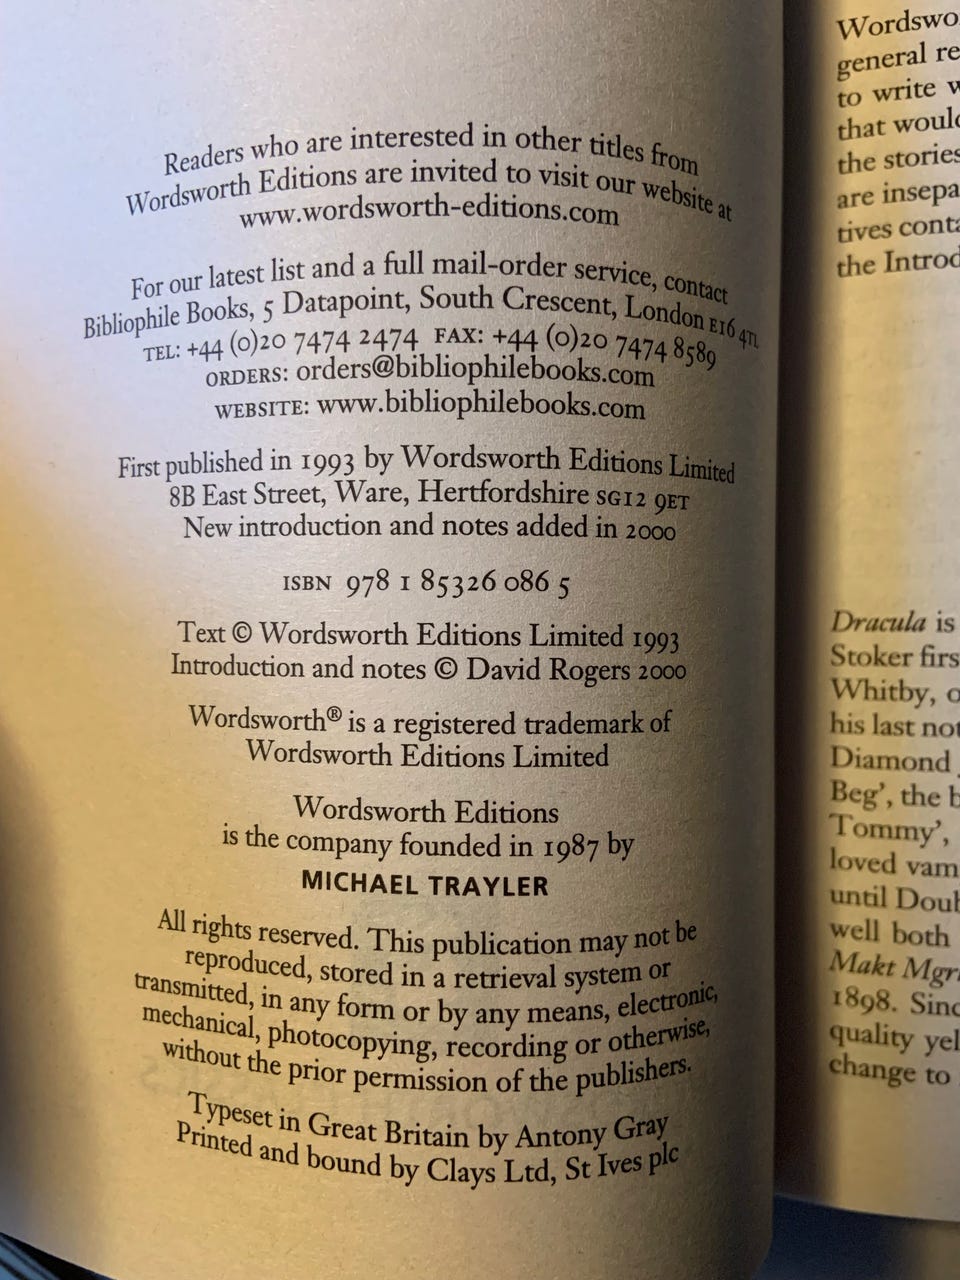 Readers who are interested in other titles from
Wordsworth Editions are invited to visit our website at
www.wordsworth-editions.com
For our latest list and a full mail-order service, contact
Bibliophile Books, 5 Datapoint, South Crescent, London E16 4TL
TEL: +44 (0)20 7474 2474 FAX: +44 (0)20 7474 8589
ORDERS: orders@bibliophilebooks.com
WEBSITE: www.bibliophilebooks.com
First published in 1993 by Wordsworth Editions Limited
8B East Street, Ware, Hertfordshire SG12 9ET
New introduction and notes added in 2000
ISBN 978 1 85326 086 5
Text © Wordsworth Editions Limited 1993
Introduction and notes © David Rogers 2000
Wordsworth® is a registered trademark of
Wordsworth Editions Limited
Wordsworth Editions
is the company founded in 1987 by
MICHAEL TRAYLER
All rights reserved. This publication may not be
reproduced, stored in a retrieval system or
transmitted, in any form or by any means, electronic,
mechanical, photocopying, recording or otherwise,
without the prior permission of the publishers.
Typeset in Great Britain by Antony Gray
Printed and bound by Clays Ltd, St Ives plc
Wordswo
general re
to write w
that would
the stories
are insepa
tives conta
the Introd
Dracula is
Stoker firs
Whitby, o
his last not
Diamond
Beg', the b
'Tommy',
loved vam
until Doub
well both
Makt Mgr
1898. Sinc
quality yel
change to